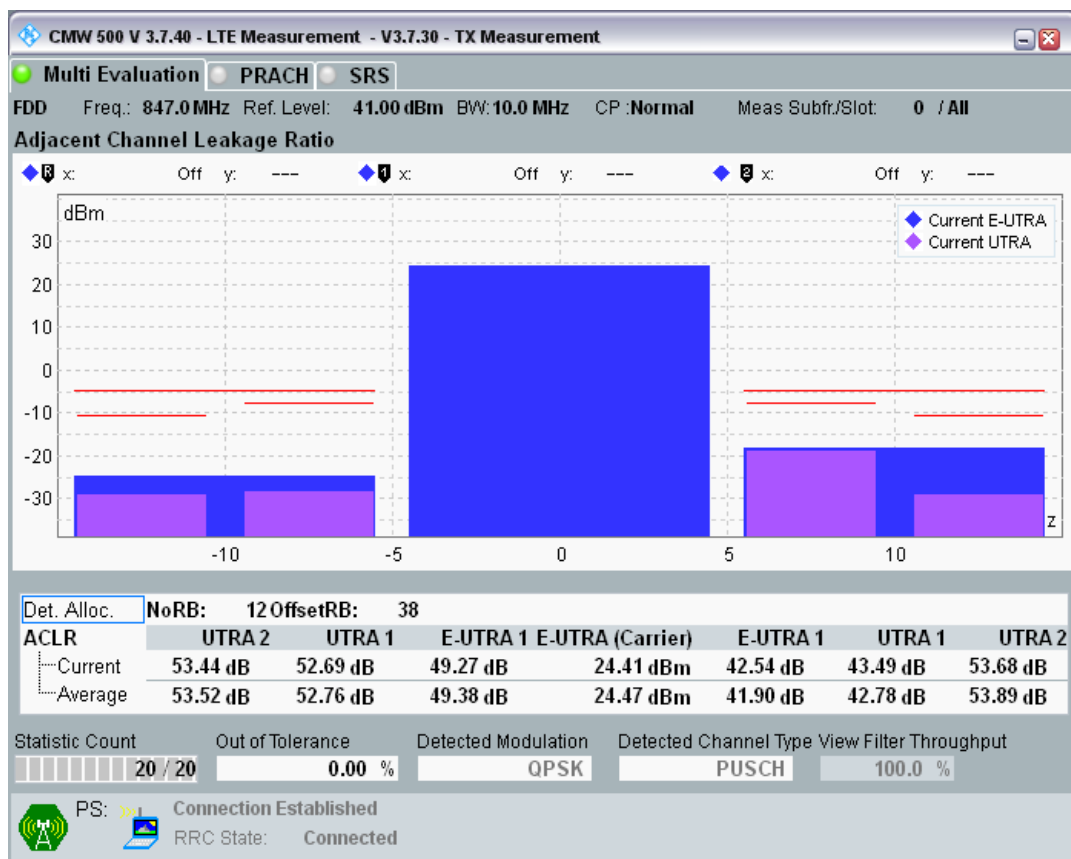 CMW 500 V 3.7.40 - LTE Measurement - V3.7.30 - TX Measurement
Multi Evaluation PRACH SRS
FDD Freq.: 847.0 MHz Ref. Level: 41.00 dBm BW: 10.0 MHz CP :Normal Meas Subfr./Slot: 0 / All
Adjacent Channel Leakage Ratio
R x: Off y: --- 1 x: Off y: --- 2 x: Off y: ---
dBm
Current E-UTRA
Current UTRA
30
20
10
0
-10
-20
-30
z
-10 -5 0 5 10
Det. Alloc. NoRB: 12 OffsetRB: 38
ACLR UTRA 2 UTRA 1 E-UTRA 1 E-UTRA (Carrier) E-UTRA 1 UTRA 1 UTRA 2
Current 53.44 dB 52.69 dB 49.27 dB 24.41 dBm 42.54 dB 43.49 dB 53.68 dB
Average 53.52 dB 52.76 dB 49.38 dB 24.47 dBm 41.90 dB 42.78 dB 53.89 dB
Statistic Count Out of Tolerance Detected Modulation Detected Channel Type View Filter Throughput
20 / 20 0.00 % QPSK PUSCH 100.0 %
PS: Connection Established
RRC State: Connected